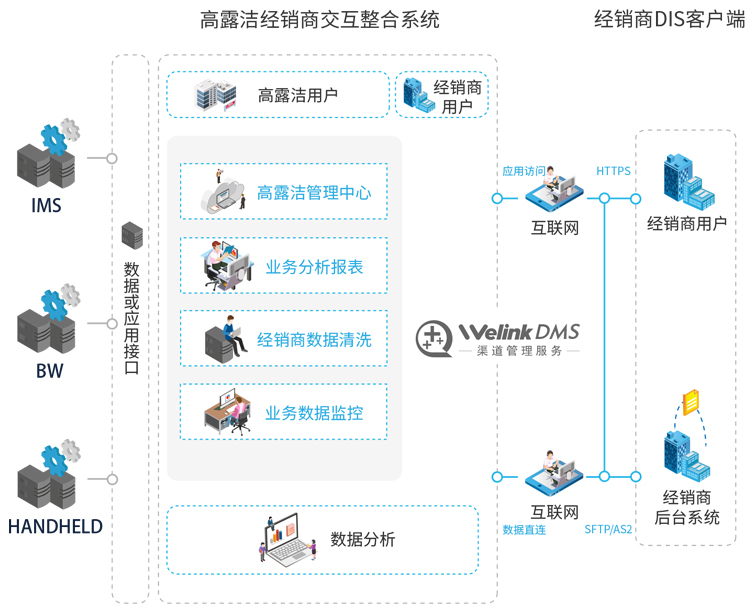 高露洁经销商交互整合系统
经销商DIS客户端
高露洁用户
经销商
用户
IMS
BW
HANDHELD
数据或应用接口
高露洁管理中心
业务分析报表
经销商数据清洗
业务数据监控
数据分析
应用访问
HTTPS
互联网
经销商用户
Welink DMS
渠道管理服务
互联网
数据直连
SFTP/AS2
经销商
后台系统